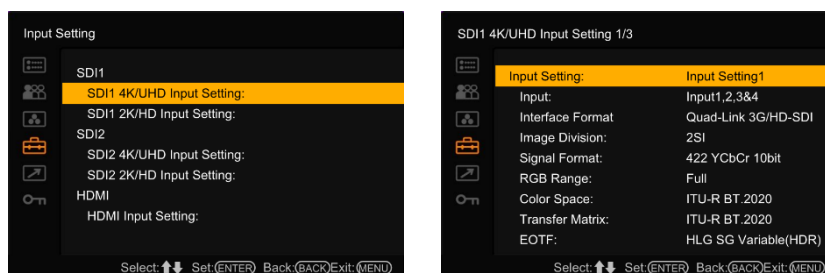 Input Setting
SDI1
SDI1 4K/UHD Input Setting:
SDI1 2K/HD Input Setting:
SDI2
SDI2 4K/UHD Input Setting:
SDI2 2K/HD Input Setting:
HDMI
HDMI Input Setting:
Select: Set:(ENTER) Back:(BACK)Exit:(MENU)
SDI1 4K/UHD Input Setting 1/3
Input Setting: Input Setting1
Input: Input1,2,3&4
Interface Format Quad-Link 3G/HD-SDI
Image Division: 2SI
Signal Format: 422 YCbCr 10bit
RGB Range: Full
Color Space: ITU-R BT.2020
Transfer Matrix: ITU-R BT.2020
EOTF: HLG SG Variable(HDR)
Select: Set:(ENTER) Back:(BACK)Exit:(MENU)